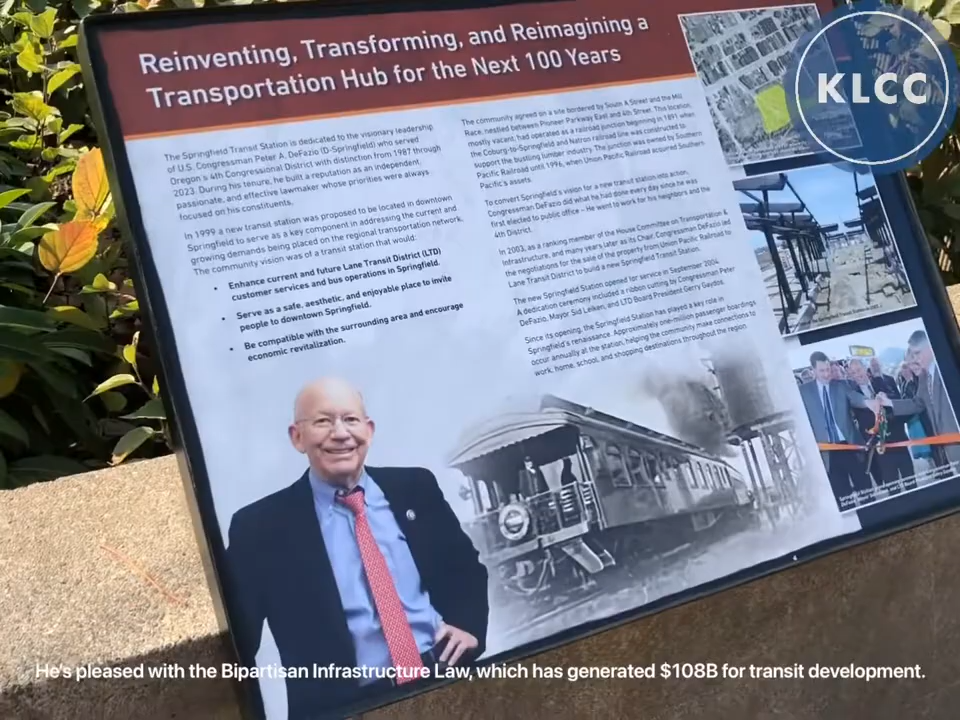 Reinventing, Transforming, and Reimagining a
Transportation Hub for the Next 100 Years
KLCC
The Springfield Transit Station is dedicated to the visionary leadership
of U.S. Congressman Peter A. DeFazio (D-Springfield) who served
Oregon's 4th Congressional District with distinction from 1987 through
2023. During his tenure, he built a reputation as an independent,
passionate, and effective lawmaker whose priorities were always
focused on his constituents.
In 1999 a new transit station was proposed to be located in downtown
Springfield to serve as a key component in addressing the current and
growing demands being placed on the regional transportation network.
The community vision was of a transit station that would:
• Enhance current and future Lane Transit District (LTD)
customer services and bus operations in Springfield.
• Serve as a safe, aesthetic, and enjoyable place to invite
people to downtown Springfield.
• Be compatible with the surrounding area and encourage
economic revitalization.
The community agreed on a site bordered by South A Street and the Mill
Race, nestled between Pioneer Parkway East and 4th Street. This location,
mostly vacant, had operated as a railroad junction beginning in 1891 when
the Coburg-to-Springfield and Natron railroad line was constructed to
support the bustling lumber industry. The junction was owned by Southern
Pacific Railroad until 1996, when Union Pacific Railroad acquired Southern
Pacific's assets.
To convert Springfield's vision for a new transit station into action,
Congressman DeFazio did what he had done every day since he was
first elected to public office – He went to work for his neighbors and the
4th District.
In 2003, as a ranking member of the House Committee on Transportation &
Infrastructure, and many years later as its Chair, Congressman DeFazio led
the negotiations for the sale of the property from Union Pacific Railroad to
Lane Transit District to build a new Springfield Transit Station.
The new Springfield Station opened for service in September 2004.
A dedication ceremony included a ribbon cutting by Congressman Peter
DeFazio, Mayor Sid Leiken, and LTD Board President Gerry Gaydos.
Since its opening, the Springfield Station has played a key role in
Springfield's renaissance. Approximately one-million passenger boardings
occur annually at the station, helping the community make connections to
work, home, school, and shopping destinations throughout the region.
He's pleased with the Bipartisan Infrastructure Law, which has generated $108B for transit development.